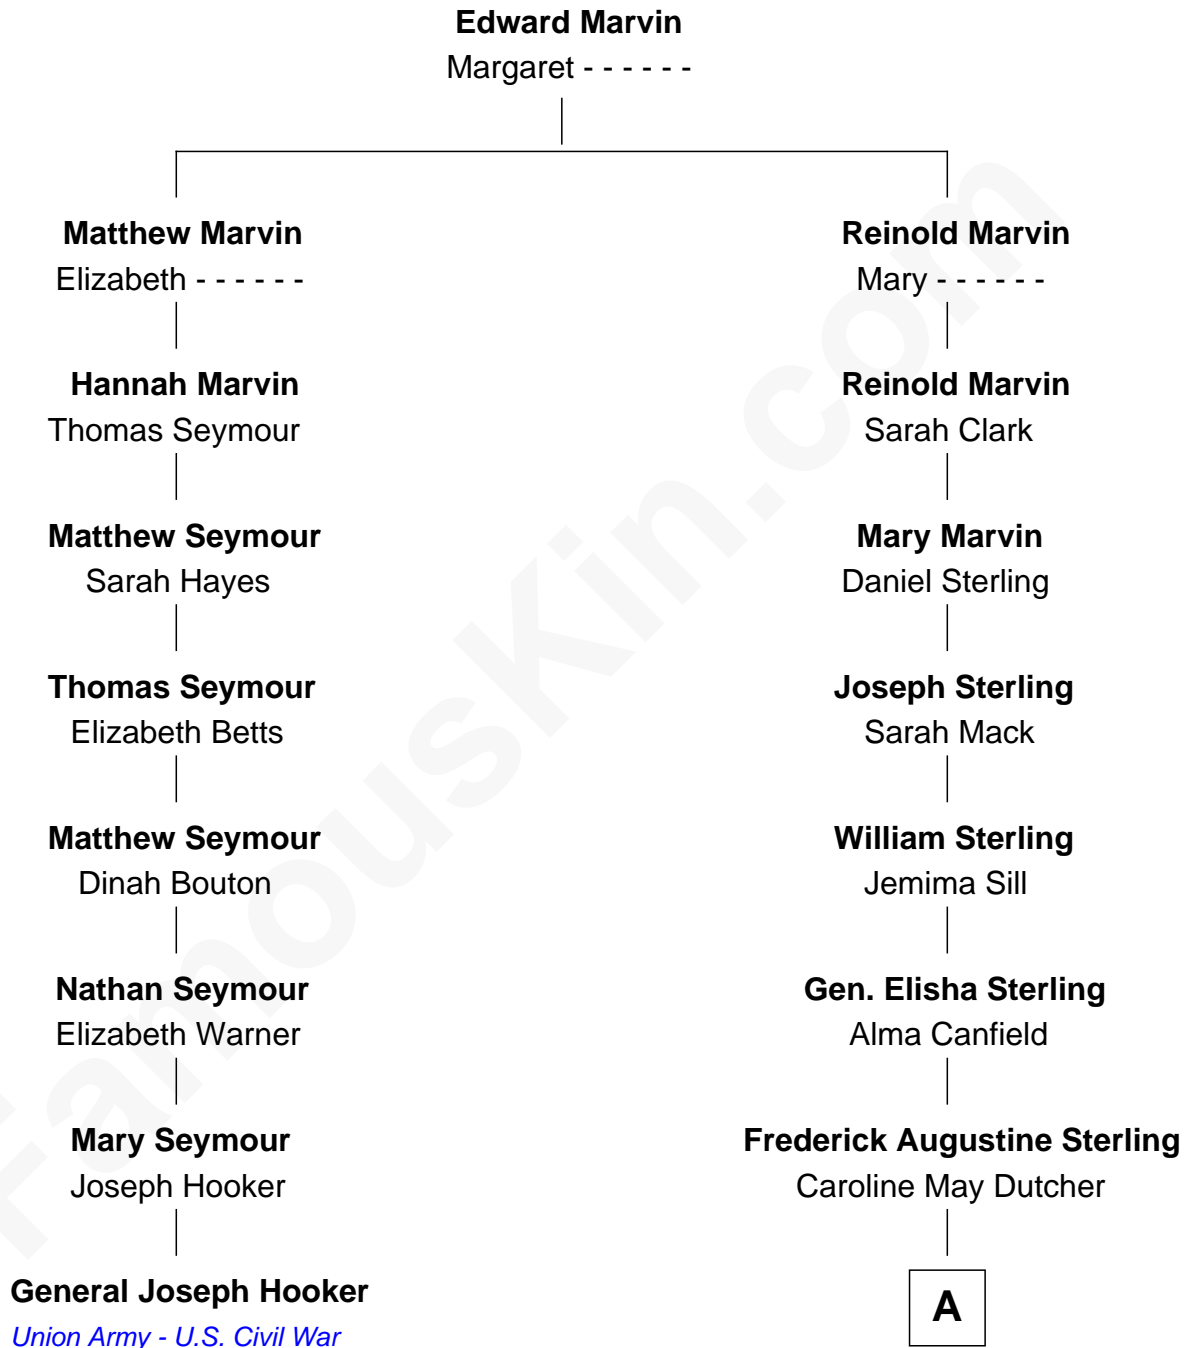 Edward Marvin
Margaret - - - - - -
Matthew Marvin
Elizabeth - - - - - -
Reinold Marvin
Mary - - - - - -
Hannah Marvin
Thomas Seymour
Reinold Marvin
Sarah Clark
Matthew Seymour
Sarah Hayes
Mary Marvin
Daniel Sterling
Thomas Seymour
Elizabeth Betts
Joseph Sterling
Sarah Mack
Matthew Seymour
Dinah Bouton
William Sterling
Jemima Sill
Nathan Seymour
Elizabeth Warner
Gen. Elisha Sterling
Alma Canfield
Mary Seymour
Joseph Hooker
Frederick Augustine Sterling
Caroline May Dutcher
General Joseph Hooker
Union Army - U.S. Civil War
A
FamousKin.com